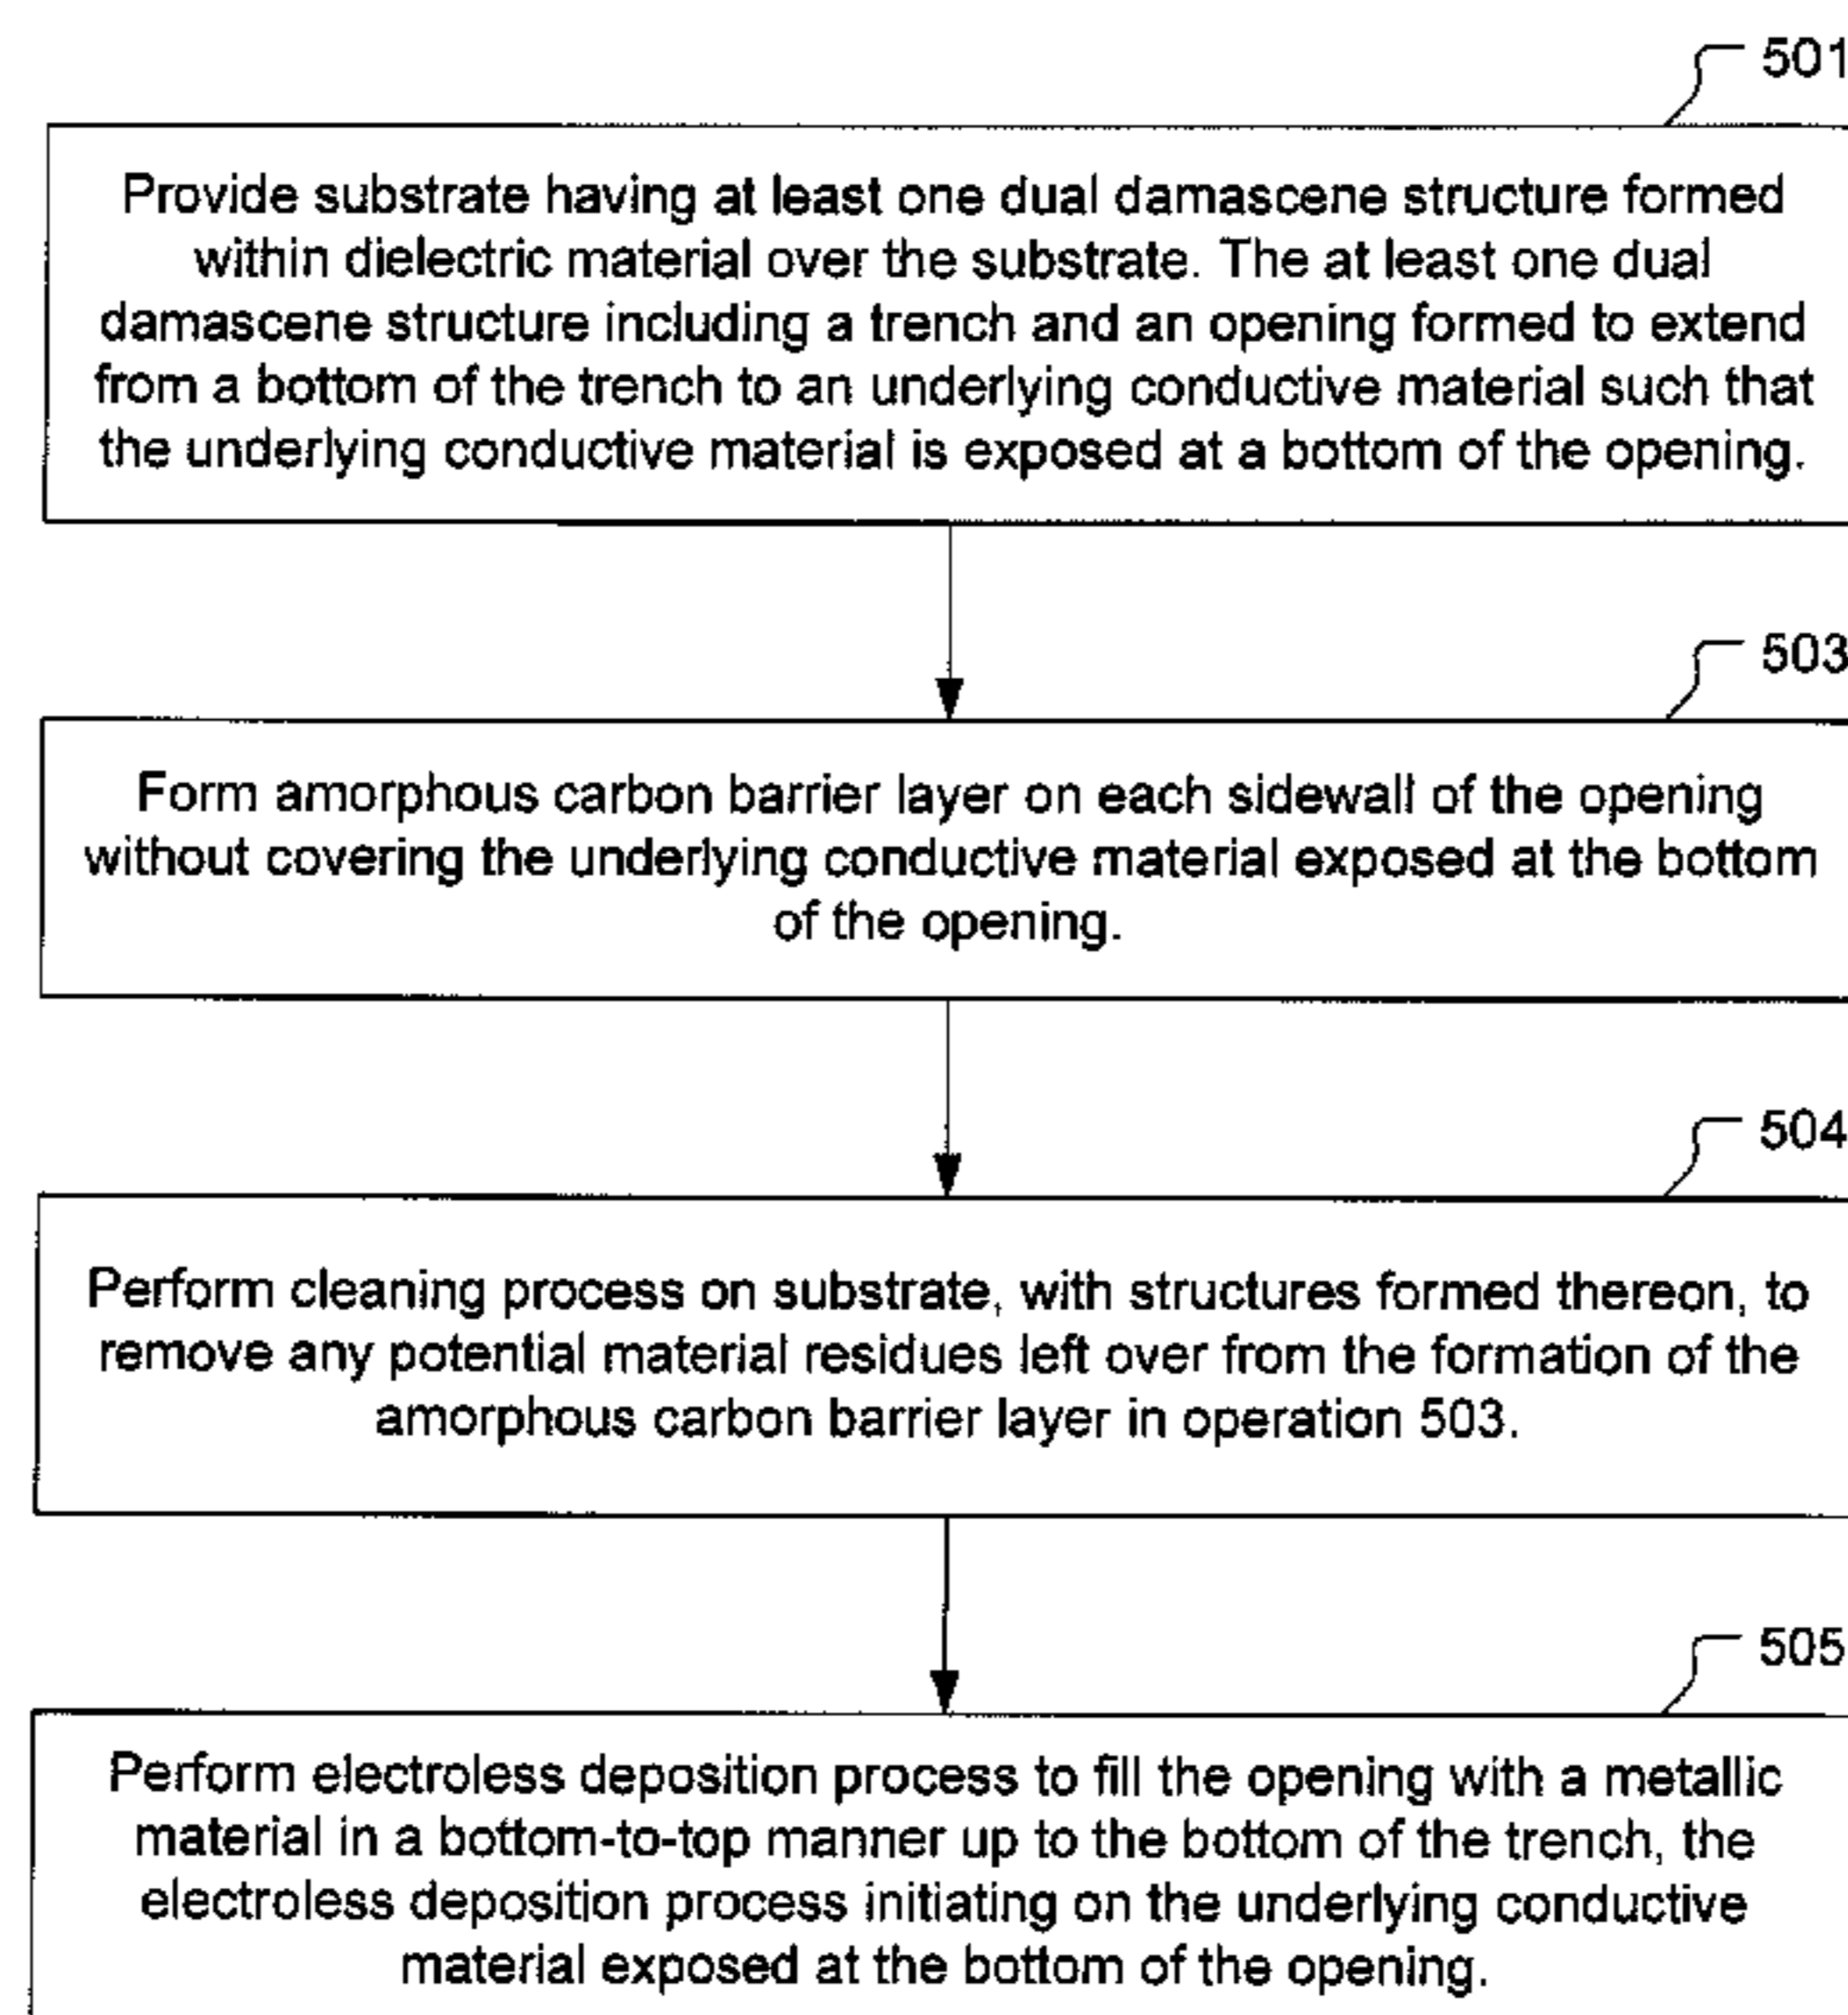 501
Provide substrate having at least one dual damascene structure formed
within dielectric material over the substrate. The at least one dual
damascene structure including a trench and an opening formed to extend
from a bottom of the trench to an underlying conductive material such that
the underlying conductive material is exposed at a bottom of the opening.
503
Form amorphous carbon barrier layer on each sidewall of the opening
without covering the underlying conductive material exposed at the bottom
of the opening.
504
Perform cleaning process on substrate, with structures formed thereon, to
remove any potential material residues left over from the formation of the
amorphous carbon barrier layer in operation 503.
505
Perform electroless deposition process to fill the opening with a metallic
material in a bottom-to-top manner up to the bottom of the trench, the
electroless deposition process initiating on the underlying conductive
material exposed at the bottom of the opening.